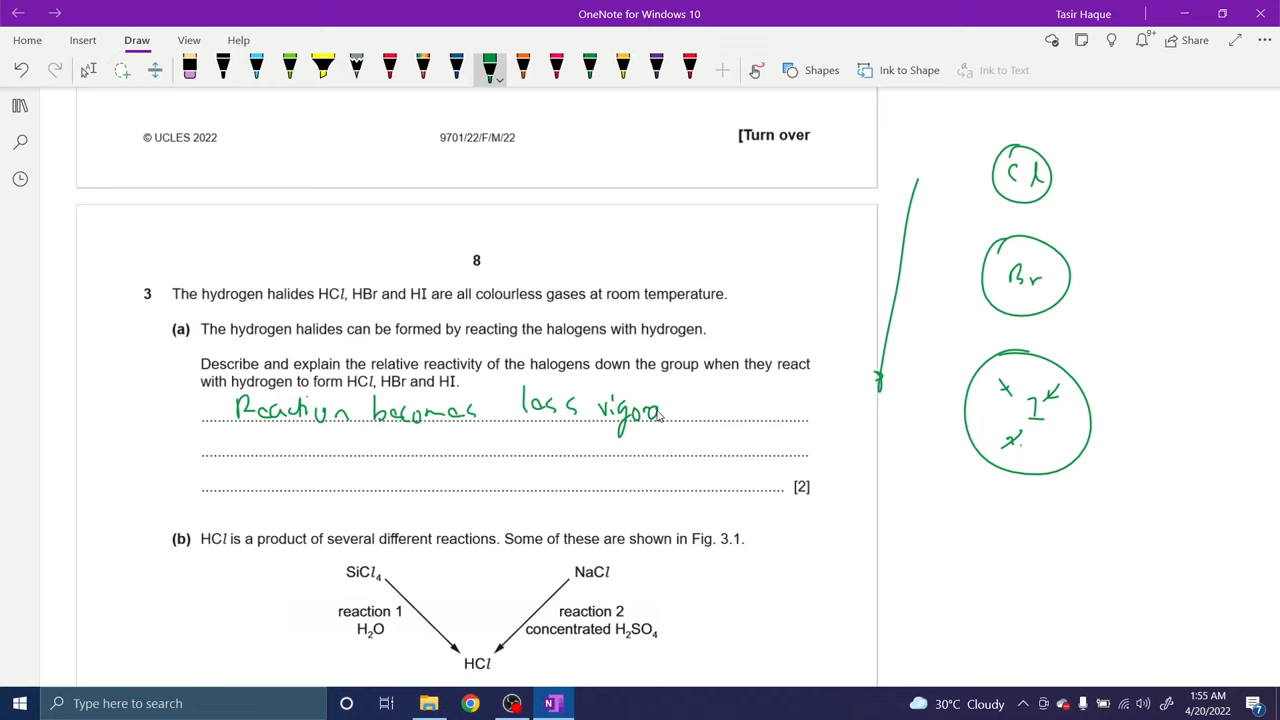 OneNote for Windows 10
Tasir Haque
Home Insert Draw View Help
Share
Shapes Ink to Shape Ink to Text
© UCLES 2022 9701/22/F/M/22 [Turn over
8
3 The hydrogen halides HCl, HBr and HI are all colourless gases at room temperature.
(a) The hydrogen halides can be formed by reacting the halogens with hydrogen.
Describe and explain the relative reactivity of the halogens down the group when they react
with hydrogen to form HCl, HBr and HI.
Reaction becomes less vigoro
[2]
(b) HCl is a product of several different reactions. Some of these are shown in Fig. 3.1.
SiCl₄ NaCl
reaction 1 reaction 2
H₂O concentrated H₂SO₄
HCl
Cl
Br
I
Type here to search
30°C Cloudy
1:55 AM
4/20/2022
7